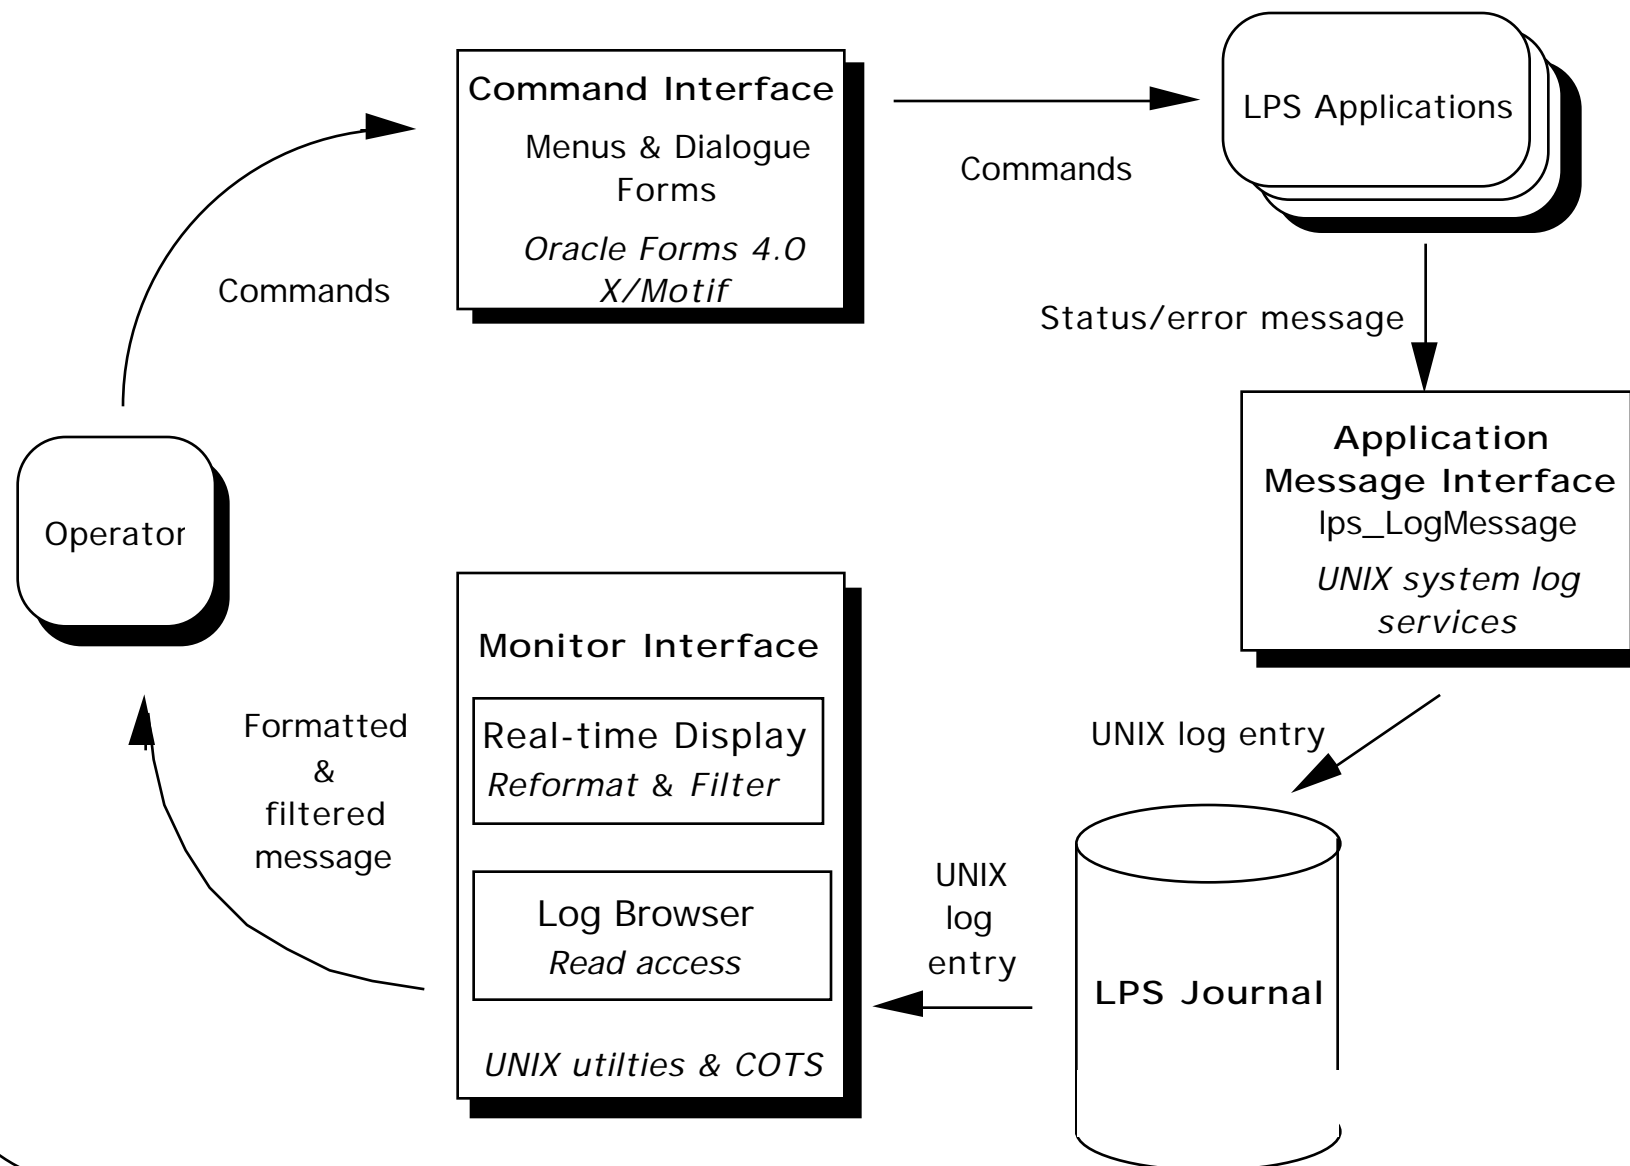 Command Interface
Menus & Dialogue
Forms
Oracle Forms 4.0
X/Motif
Commands
LPS Applications
Commands
Status/error message
Application
Message Interface
lps_LogMessage
UNIX system log
services
Operator
Monitor Interface
Real-time Display
Reformat & Filter
Log Browser
Read access
UNIX utilties & COTS
Formatted
&
filtered
message
UNIX log entry
UNIX
log
entry
LPS Journal